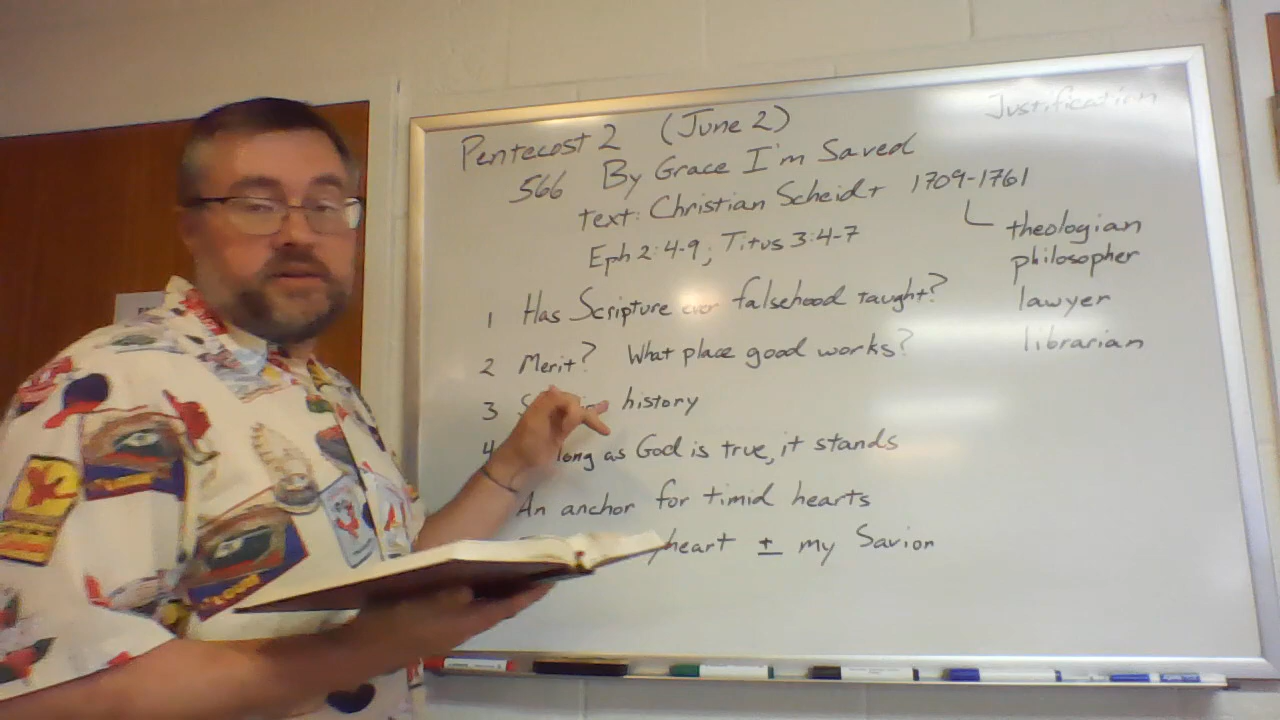 Justification
Pentecost 2 (June 2)
566 By Grace I'm Saved
text: Christian Scheidt 1709-1761
theologian
philosopher
lawyer
librarian
Eph 2:4-9; Titus 3:4-7
1 Has Scripture ever falsehood taught?
2 Merit? What place good works?
3 history
4 long as God is true, it stands
An anchor for timid hearts
heart ± my Savior